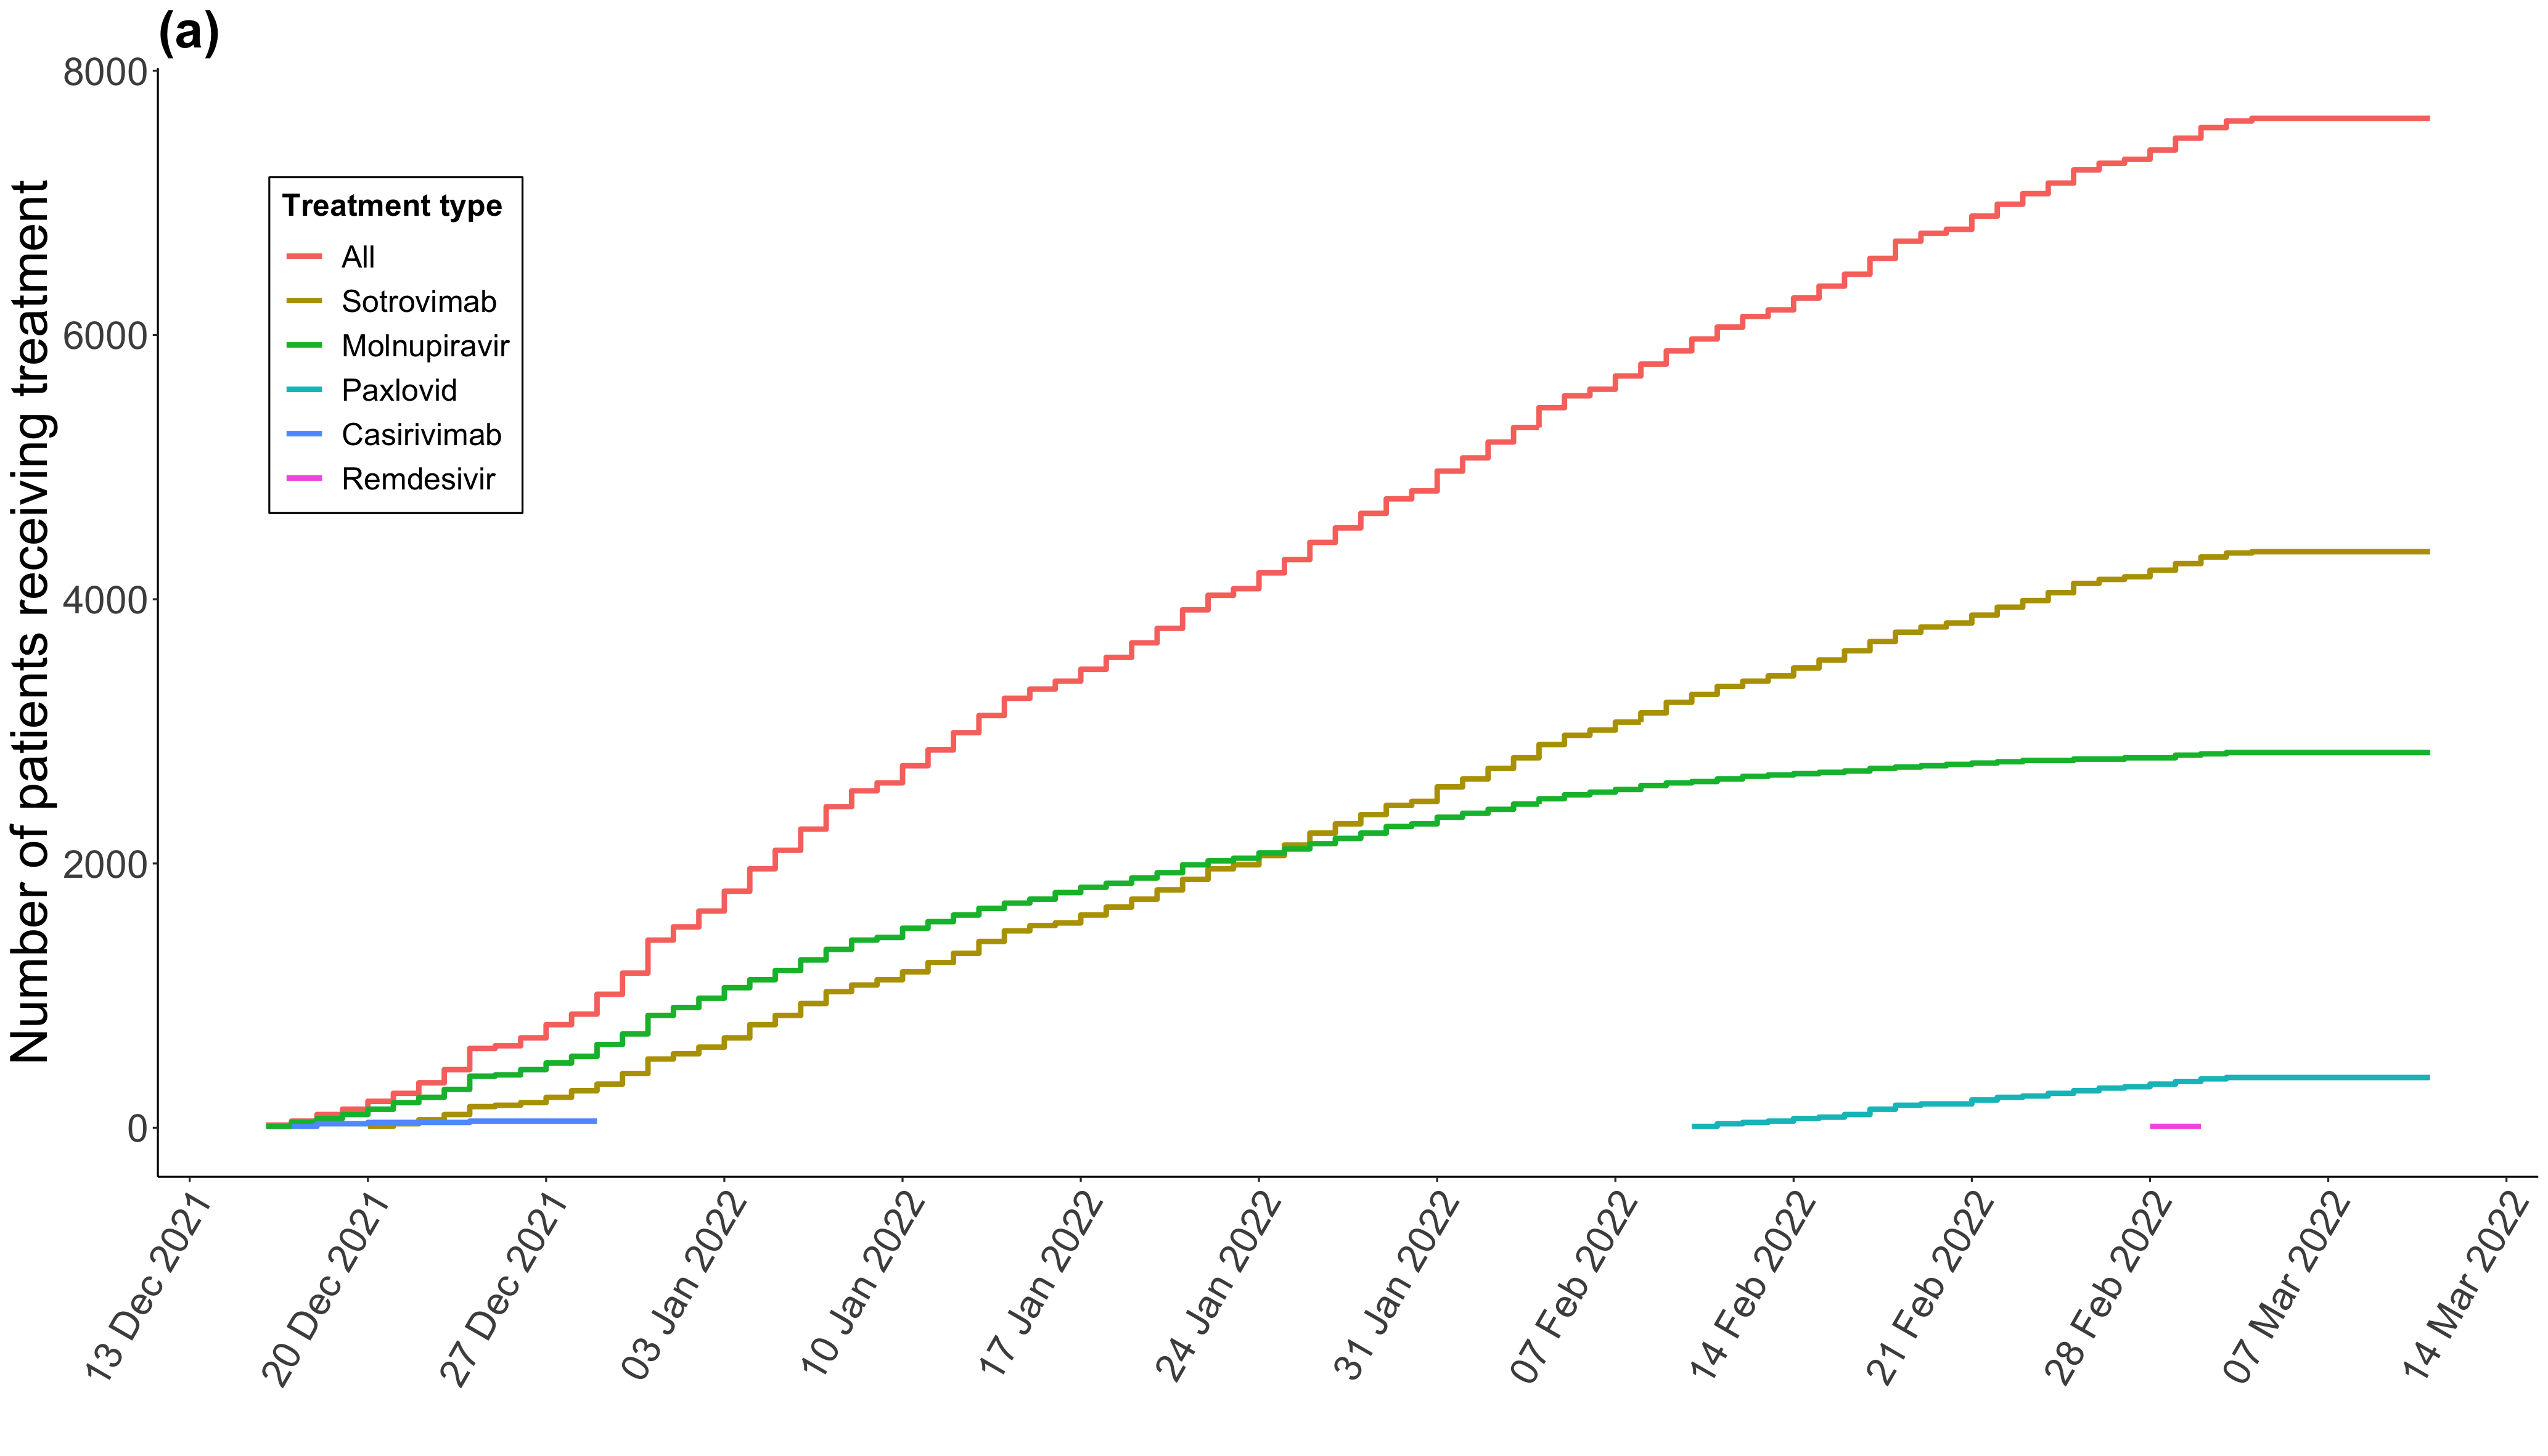 (a)
Number of patients receiving treatment
8000
6000
4000
2000
0
Treatment type
All
Sotrovimab
Molnupiravir
Paxlovid
Casirivimab
Remdesivir
13 Dec 2021
20 Dec 2021
27 Dec 2021
03 Jan 2022
10 Jan 2022
17 Jan 2022
24 Jan 2022
31 Jan 2022
07 Feb 2022
14 Feb 2022
21 Feb 2022
28 Feb 2022
07 Mar 2022
14 Mar 2022